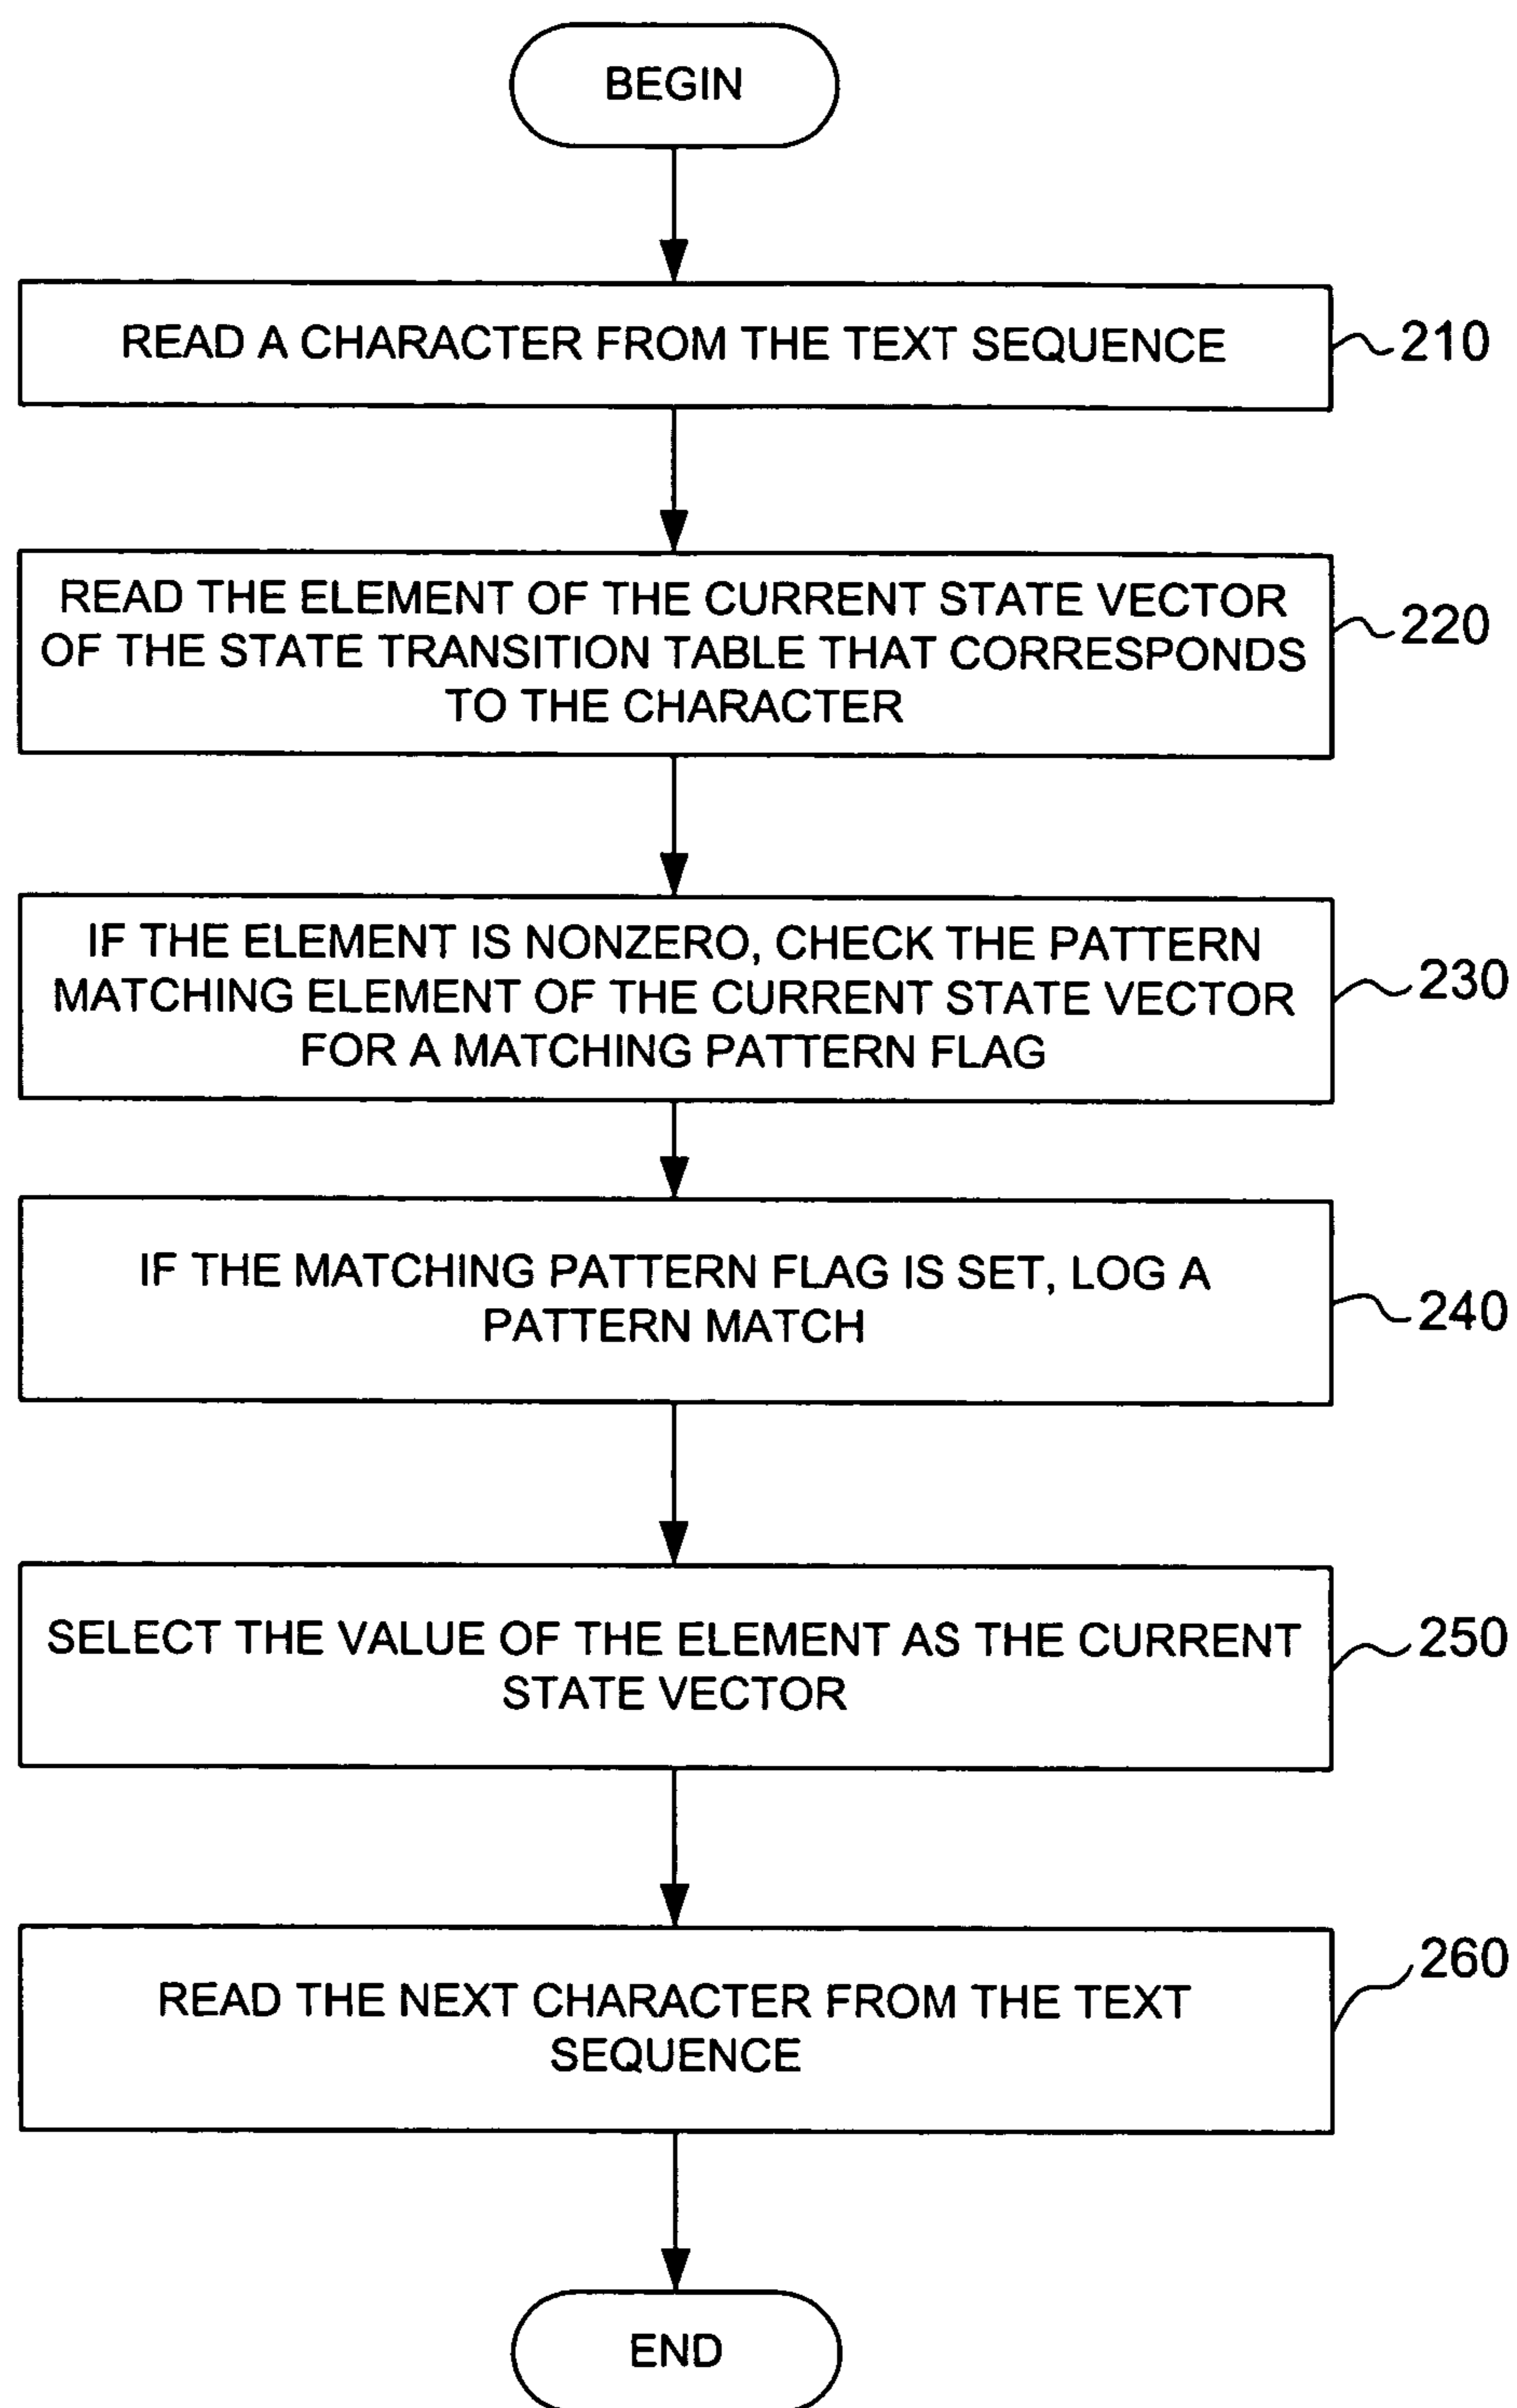 BEGIN
READ A CHARACTER FROM THE TEXT SEQUENCE
210
READ THE ELEMENT OF THE CURRENT STATE VECTOR
OF THE STATE TRANSITION TABLE THAT CORRESPONDS
TO THE CHARACTER
220
IF THE ELEMENT IS NONZERO, CHECK THE PATTERN
MATCHING ELEMENT OF THE CURRENT STATE VECTOR
FOR A MATCHING PATTERN FLAG
230
IF THE MATCHING PATTERN FLAG IS SET, LOG A
PATTERN MATCH
240
SELECT THE VALUE OF THE ELEMENT AS THE CURRENT
STATE VECTOR
250
READ THE NEXT CHARACTER FROM THE TEXT
SEQUENCE
260
END